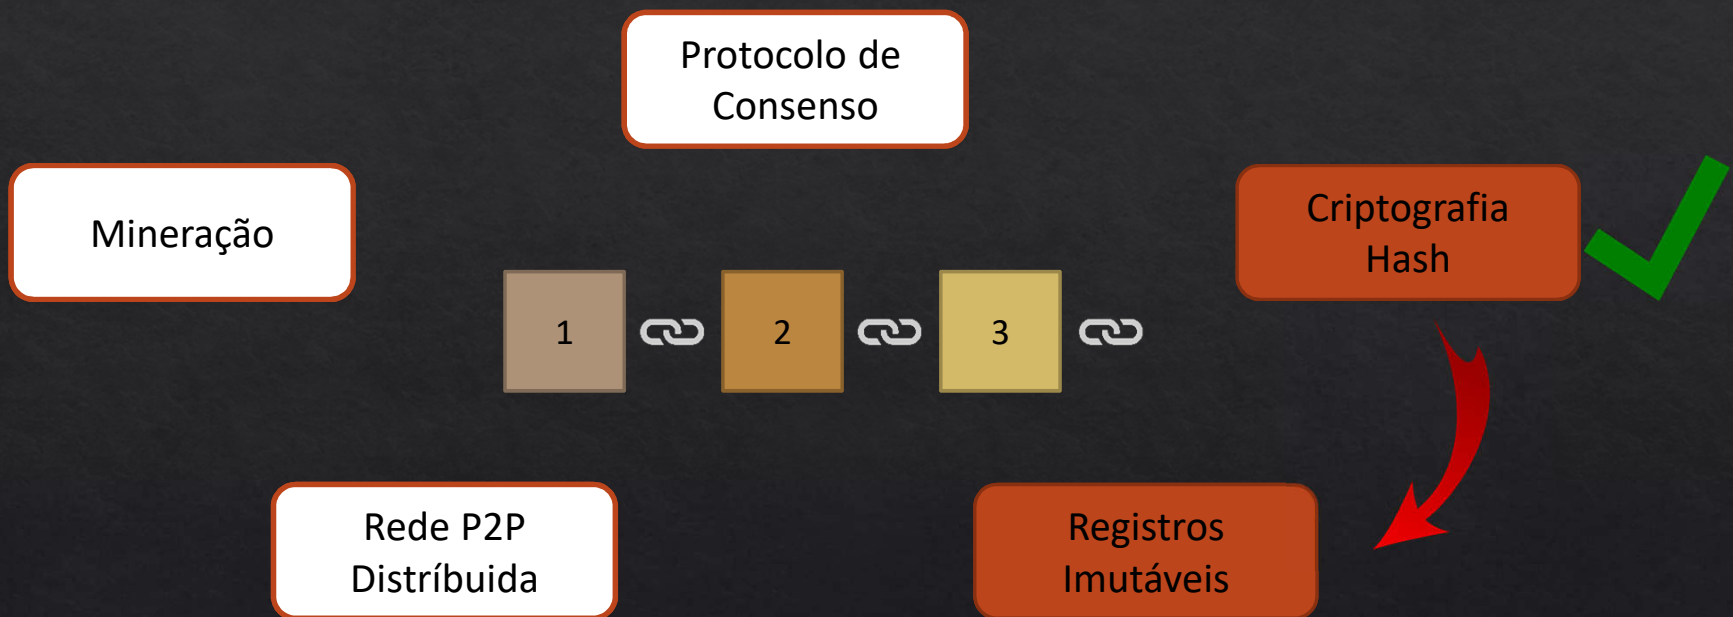 Protocolo de
Consenso
Mineração
Criptografia
Hash
1
2
3
Rede P2P
Distríbuida
Registros
Imutáveis